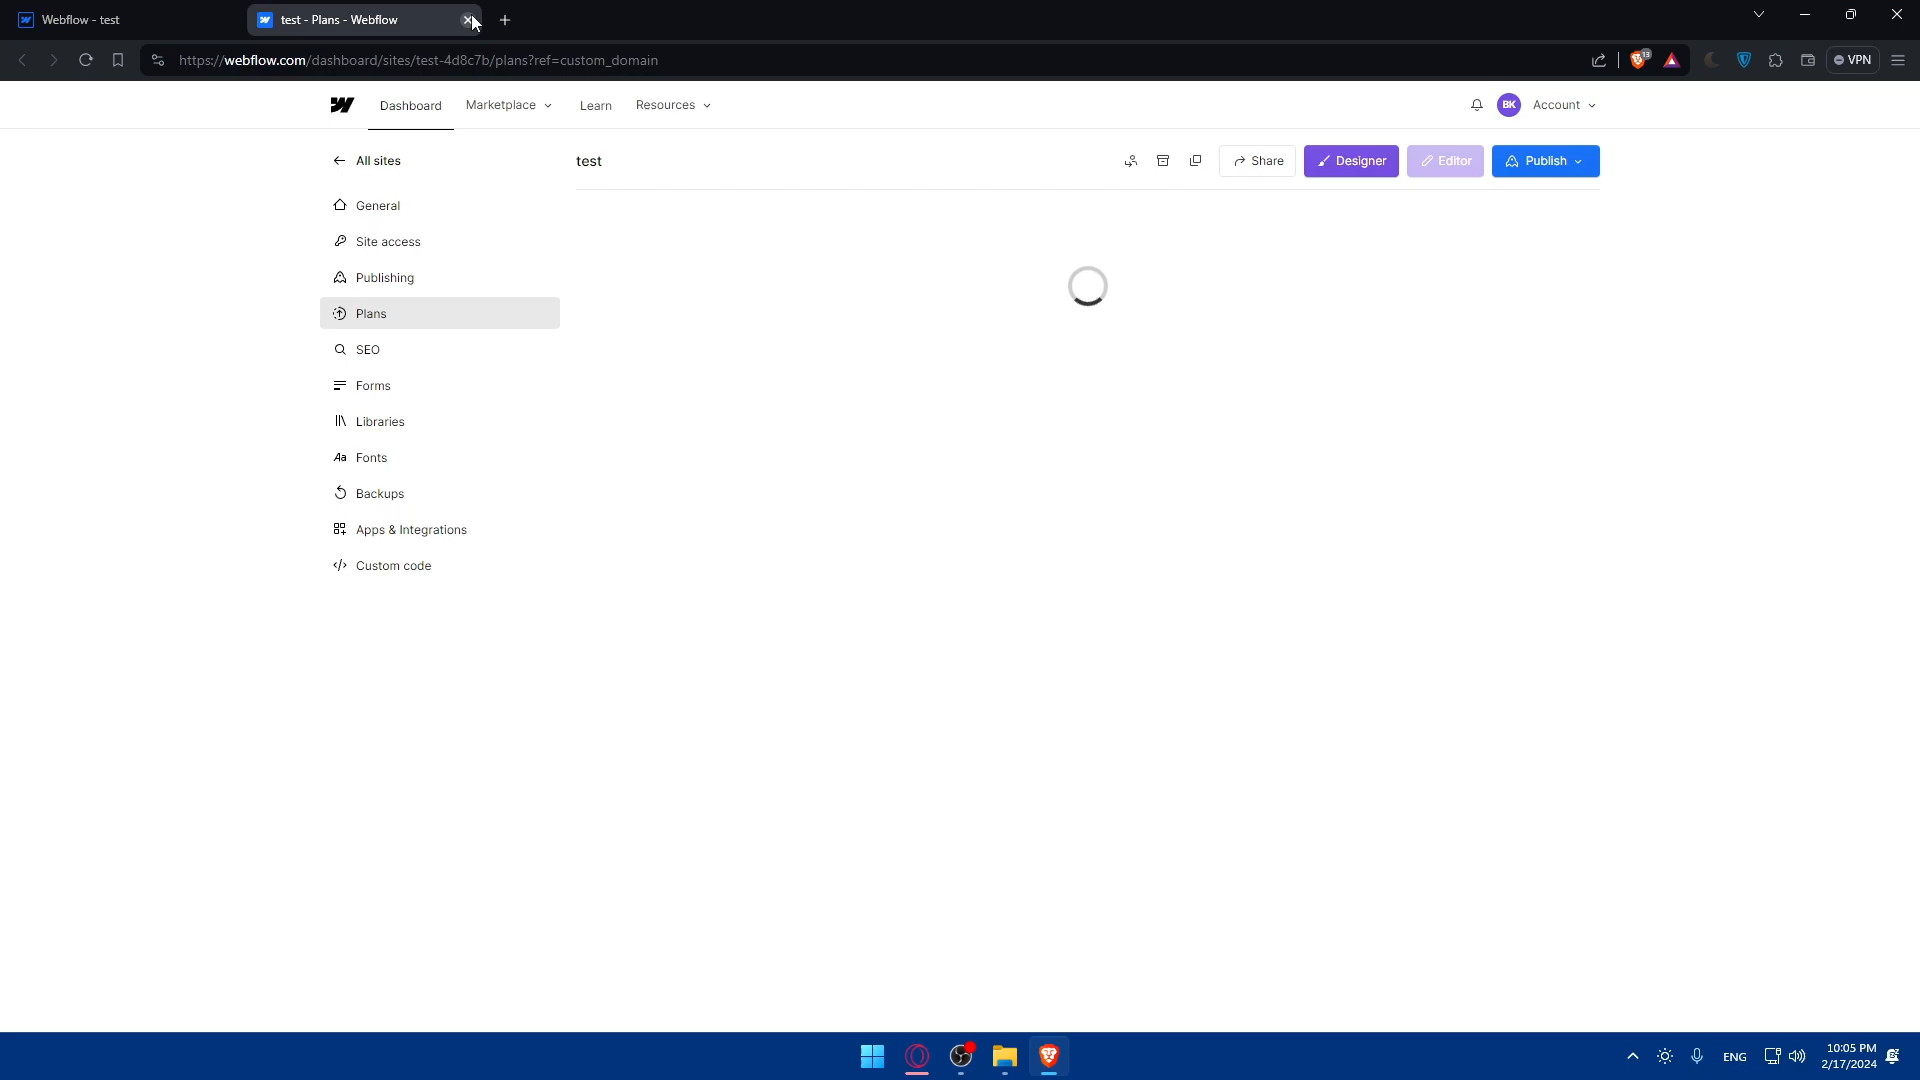 Webflow - test
test - Plans - Webflow
https://webflow.com/dashboard/sites/test-4d8c7b/plans?ref=custom_domain
13
VPN
Dashboard
Marketplace
Learn
Resources
BK
Account
All sites
test
Share
Designer
Editor
Publish
General
Site access
Publishing
Plans
SEO
Forms
Libraries
Aa Fonts
Backups
Apps & Integrations
Custom code
ENG
10:05 PM
2/17/2024